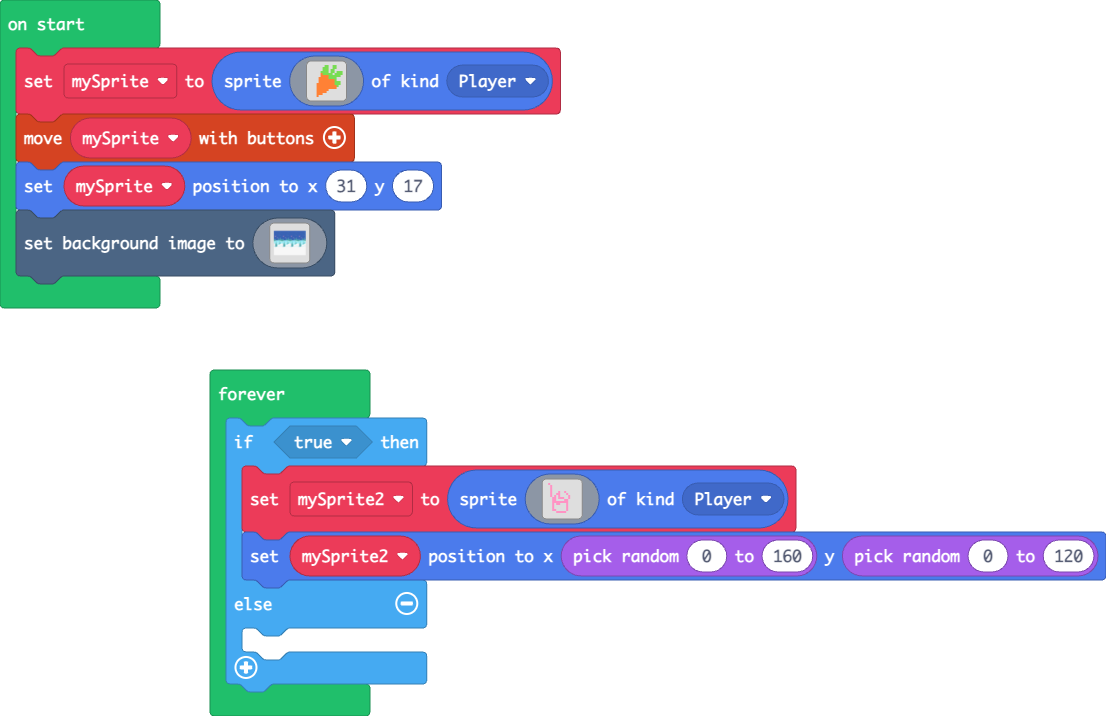 on start
set mySprite to sprite of kind Player
move mySprite with buttons
set mySprite position to x 31 y 17
set background image to
forever
if true then
set mySprite2 to sprite of kind Player
set mySprite2 position to x pick random 0 to 160 y pick random 0 to 120
else